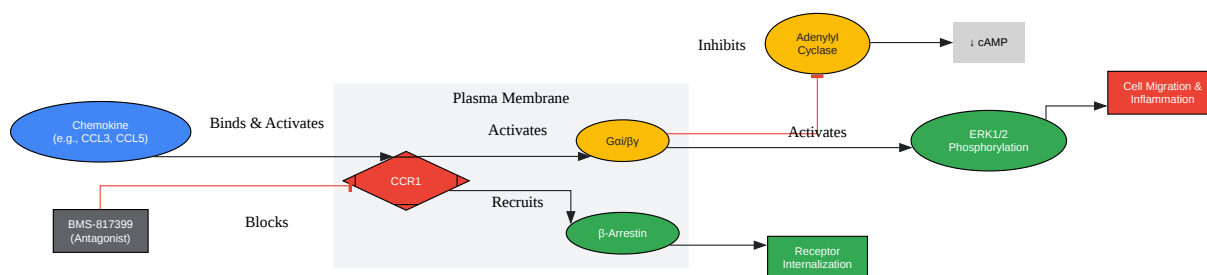 Inhibits
Adenylyl
Cyclase
↓ cAMP
Plasma Membrane
Cell Migration &
Inflammation
Chemokine
(e.g., CCL3, CCL5)
Binds & Activates
Activates
Gαi/βγ
Activates
ERK1/2
Phosphorylation
CCR1
BMS-817399
(Antagonist)
Blocks
Recruits
β-Arrestin
Receptor
Internalization